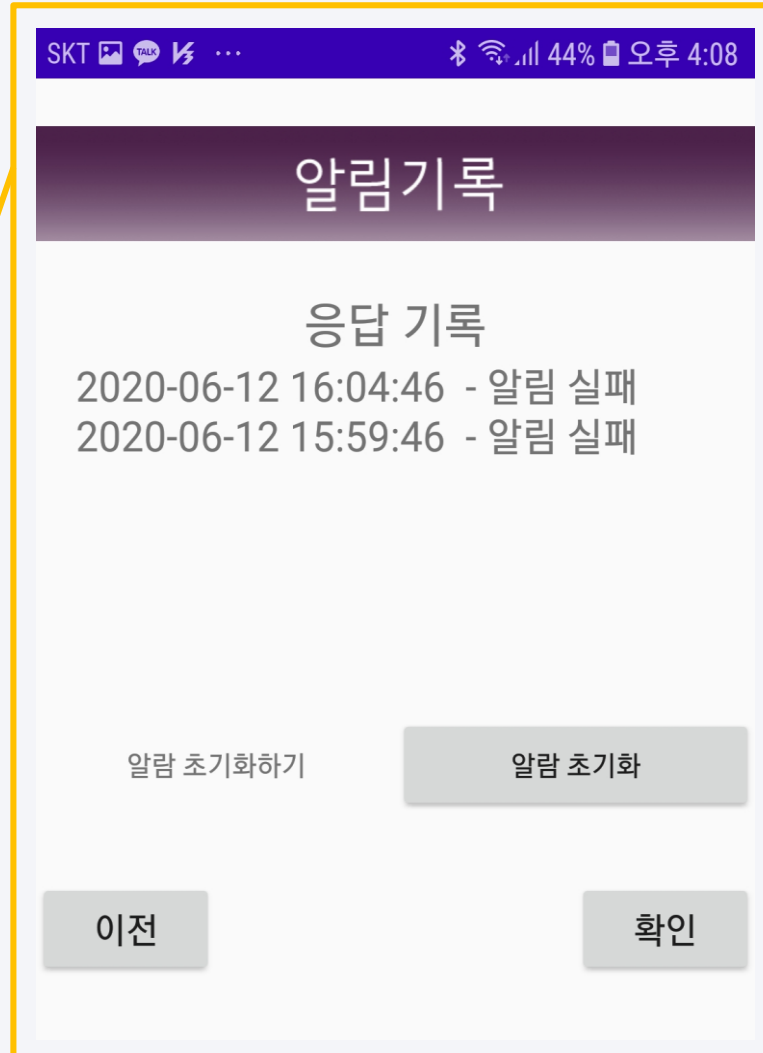 SKT TALK ... 44% 오후 4:08
알림기록
응답 기록
2020-06-12 16:04:46 - 알림 실패
2020-06-12 15:59:46 - 알림 실패
알람 초기화하기 알람 초기화
이전 확인